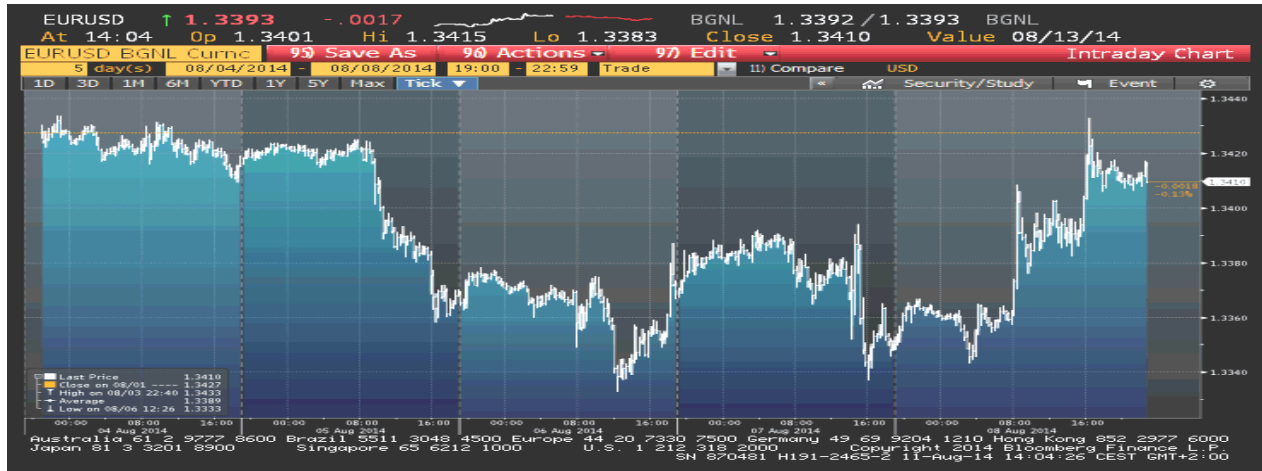 EURUSD ↑ 1.3393 -.0017 BGNL 1.3392 / 1.3393 BGNL
At 14:04 Op 1.3401 Hi 1.3415 Lo 1.3383 Close 1.3410 Value 08/13/14
EURUSD BGNL Curnc 95) Save As 96) Actions 97) Edit Intraday Chart
5 day(s) 08/04/2014 - 08/08/2014 19:00 - 22:59 Trade 11) Compare USD
1D 3D 1M 6M YTD 1Y 5Y Max Tick ▼ « Security/Study Event
1.3440
1.3420
1.3410
-0.0018
-0.13%
1.3400
1.3380
1.3360
1.3340
Last Price 1.3410
Close on 08/01 ---- 1.3427
High on 08/03 22:40 1.3433
Average 1.3389
Low on 08/06 12:26 1.3333
00:00 08:00 16:00 00:00 08:00 16:00 00:00 08:00 16:00 00:00 08:00 16:00 00:00 08:00 16:00
04 Aug 2014 05 Aug 2014 06 Aug 2014 07 Aug 2014 08 Aug 2014
Australia 61 2 9777 8600 Brazil 5511 3048 4500 Europe 44 20 7330 7500 Germany 49 69 9204 1210 Hong Kong 852 2977 6000
Japan 81 3 3201 8900 Singapore 65 6212 1000 U.S. 1 212 318 2000 Copyright 2014 Bloomberg Finance L.P.
SN 870481 H191-2465-2 11-Aug-14 14:04:26 CEST GMT+2:00